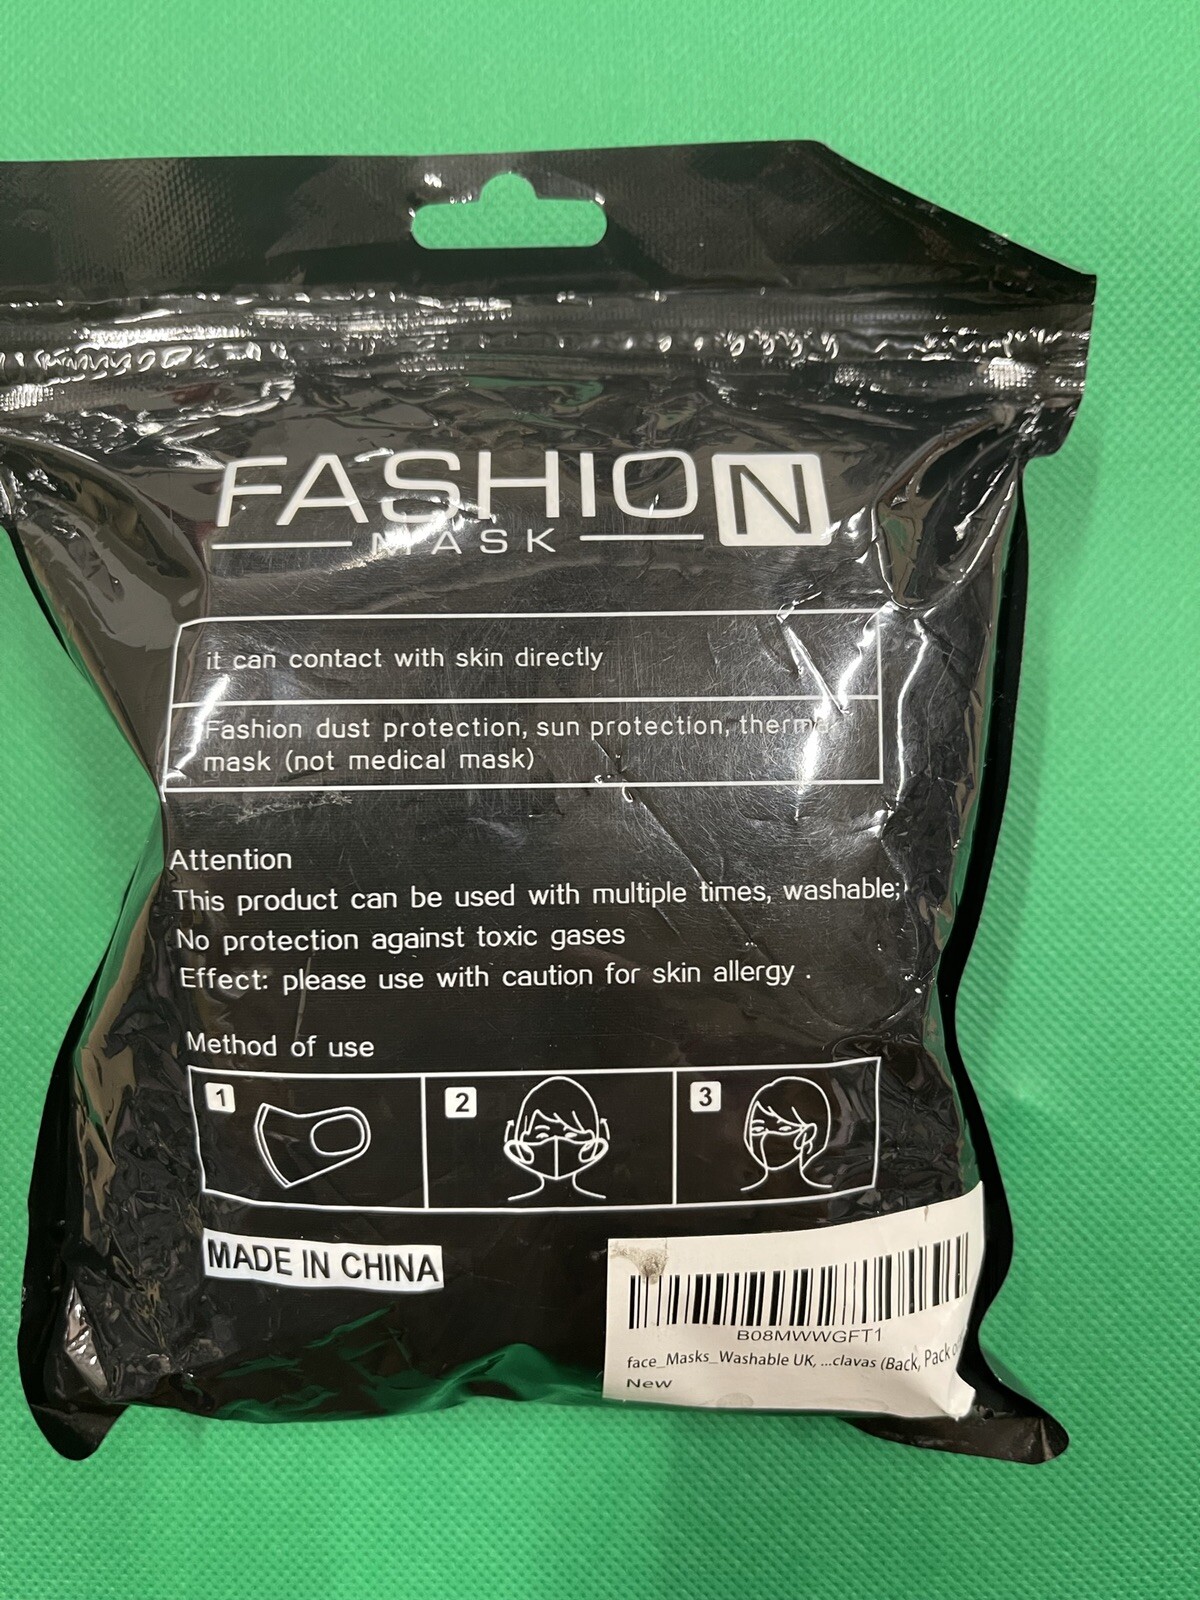 FASHION
MASK
it can contact with skin directly
Fashion dust protection, sun protection,
mask (not medical mask)
Attention
This product can be used with multiple times, washable;
No protection against toxic gases
Effect: please use with caution for skin allergy .
Method of use
1 2 3
MADE IN CHINA
B08MWWGFT1
face_Masks_Washable UK, ...clavas (Back, Pack
New